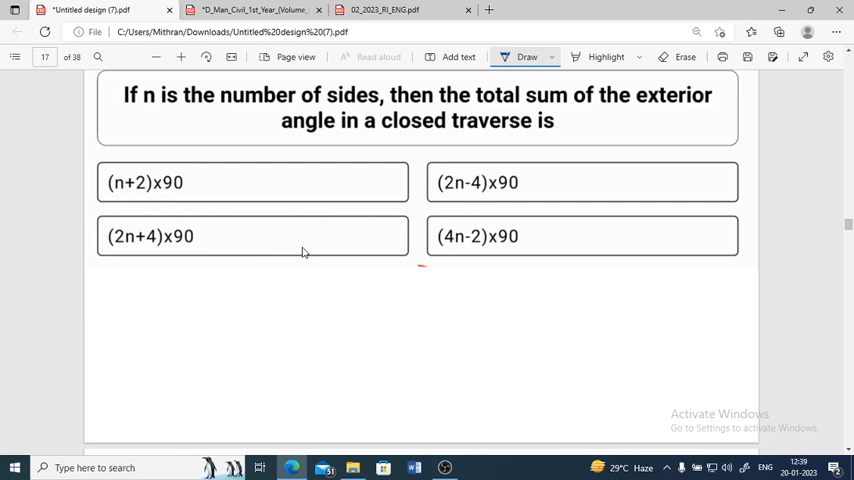 *Untitled design (7).pdf
*D_Man_Civil_1st_Year_(Volume_
02_2023_RI_ENG.pdf
File
C:/Users/Mithran/Downloads/Untitled%20design%20(7).pdf
17 of 38
Page view
Read aloud
Add text
Draw
Highlight
Erase
If n is the number of sides, then the total sum of the exterior
angle in a closed traverse is
(n+2)x90
(2n-4)x90
(2n+4)x90
(4n-2)x90
Activate Windows
Go to Settings to activate Windows.
Type here to search
51
29°C Haze
ENG
12:39
20-01-2023
2